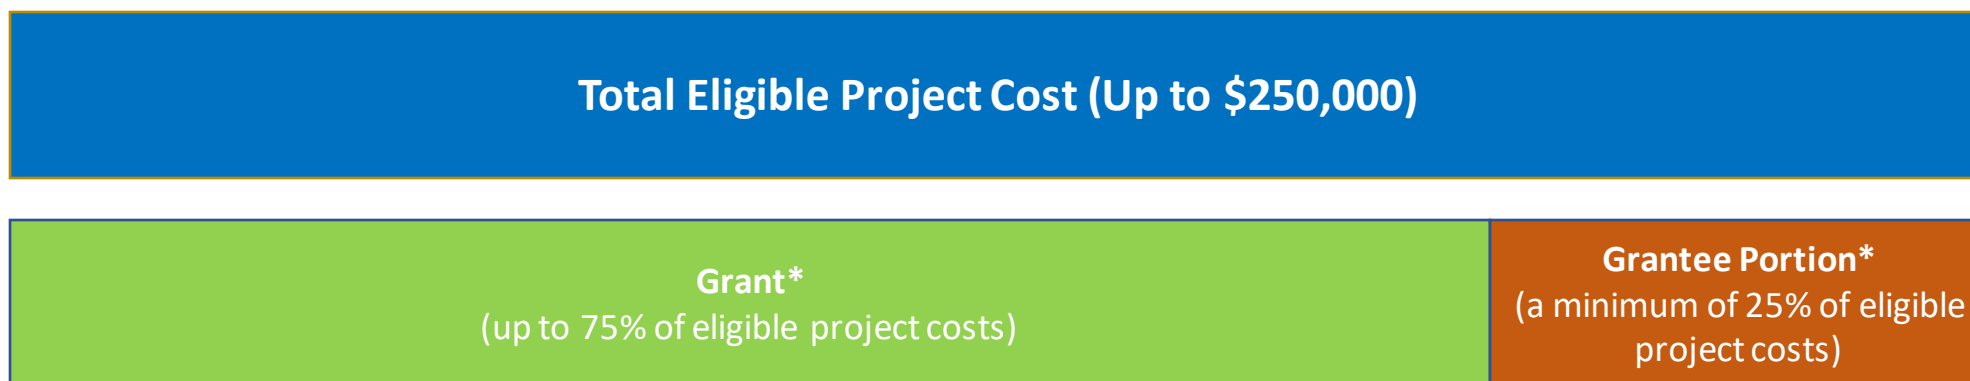 Total Eligible Project Cost (Up to $250,000)
Grant*
(up to 75% of eligible project costs)
Grantee Portion*
(a minimum of 25% of eligible
project costs)